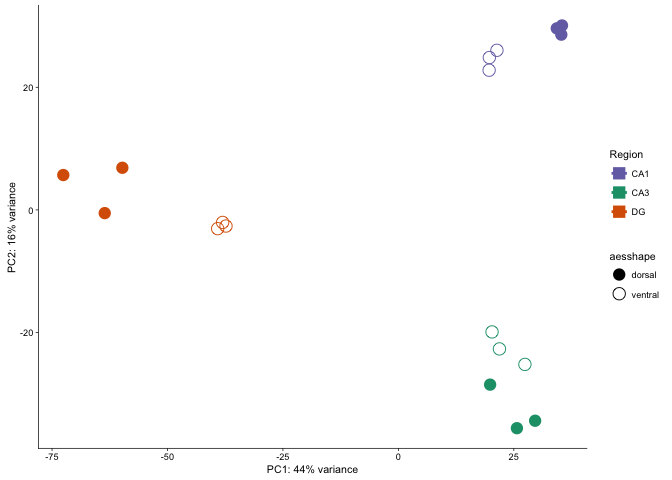 20
0
-20
PC2: 16% variance
-75
-50
-25
0
25
PC1: 44% variance
Region
CA1
CA3
DG
aesshape
dorsal
ventral